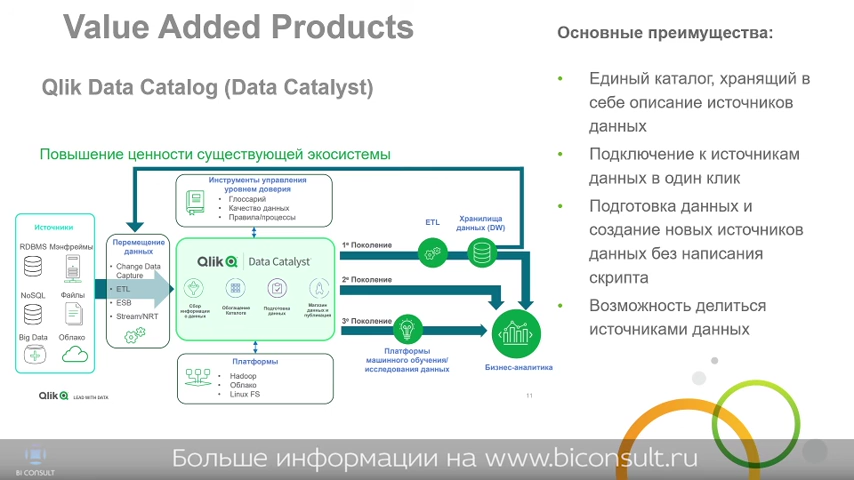 Value Added Products
Qlik Data Catalog (Data Catalyst)
Повышение ценности существующей экосистемы
Источники
RDBMS
Мэнфреймы
NoSQL
Файлы
Big Data
Облако
Перемещение
данных
• Change Data
Capture
• ETL
• ESB
• Stream/NRT
Инструменты управления
уровнем доверия
• Глоссарий
• Качество данных
• Правила/процессы
Qlik
Data Catalyst
Сбор
информации
о данных
Обогащение
Каталога
Подготовка
данных
Магазин
данных и
публикация
Платформы
• Hadoop
• Облако
• Linux FS
1е Поколение
2е Поколение
3е Поколение
ETL
Хранилища
данных (DW)
Платформы
машинного обучения/
исследования данных
Бизнес-аналитика
Qlik
LEAD WITH DATA
11
Основные преимущества:
• Единый каталог, хранящий в
себе описание источников
данных
• Подключение к источникам
данных в один клик
• Подготовка данных и
создание новых источников
данных без написания
скрипта
• Возможность делиться
источниками данных
BI CONSULT
Больше информации на www.biconsult.ru